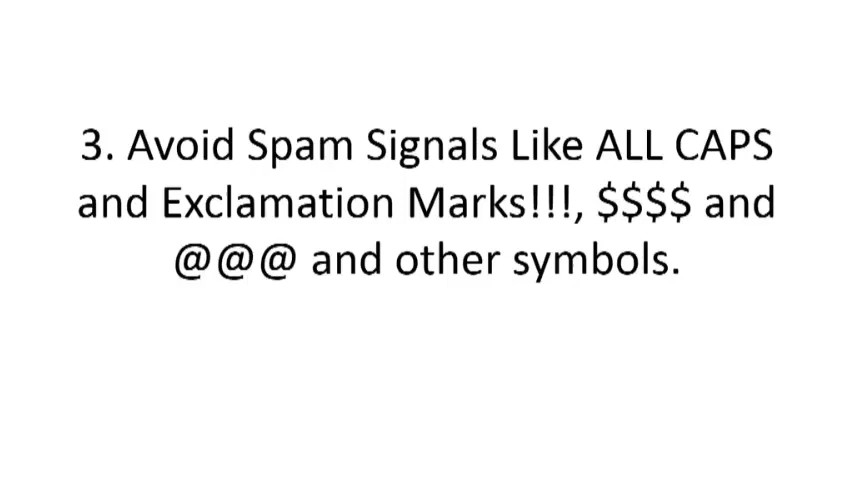 3. Avoid Spam Signals Like ALL CAPS
and Exclamation Marks!!!, $$$$ and
@@@ and other symbols.